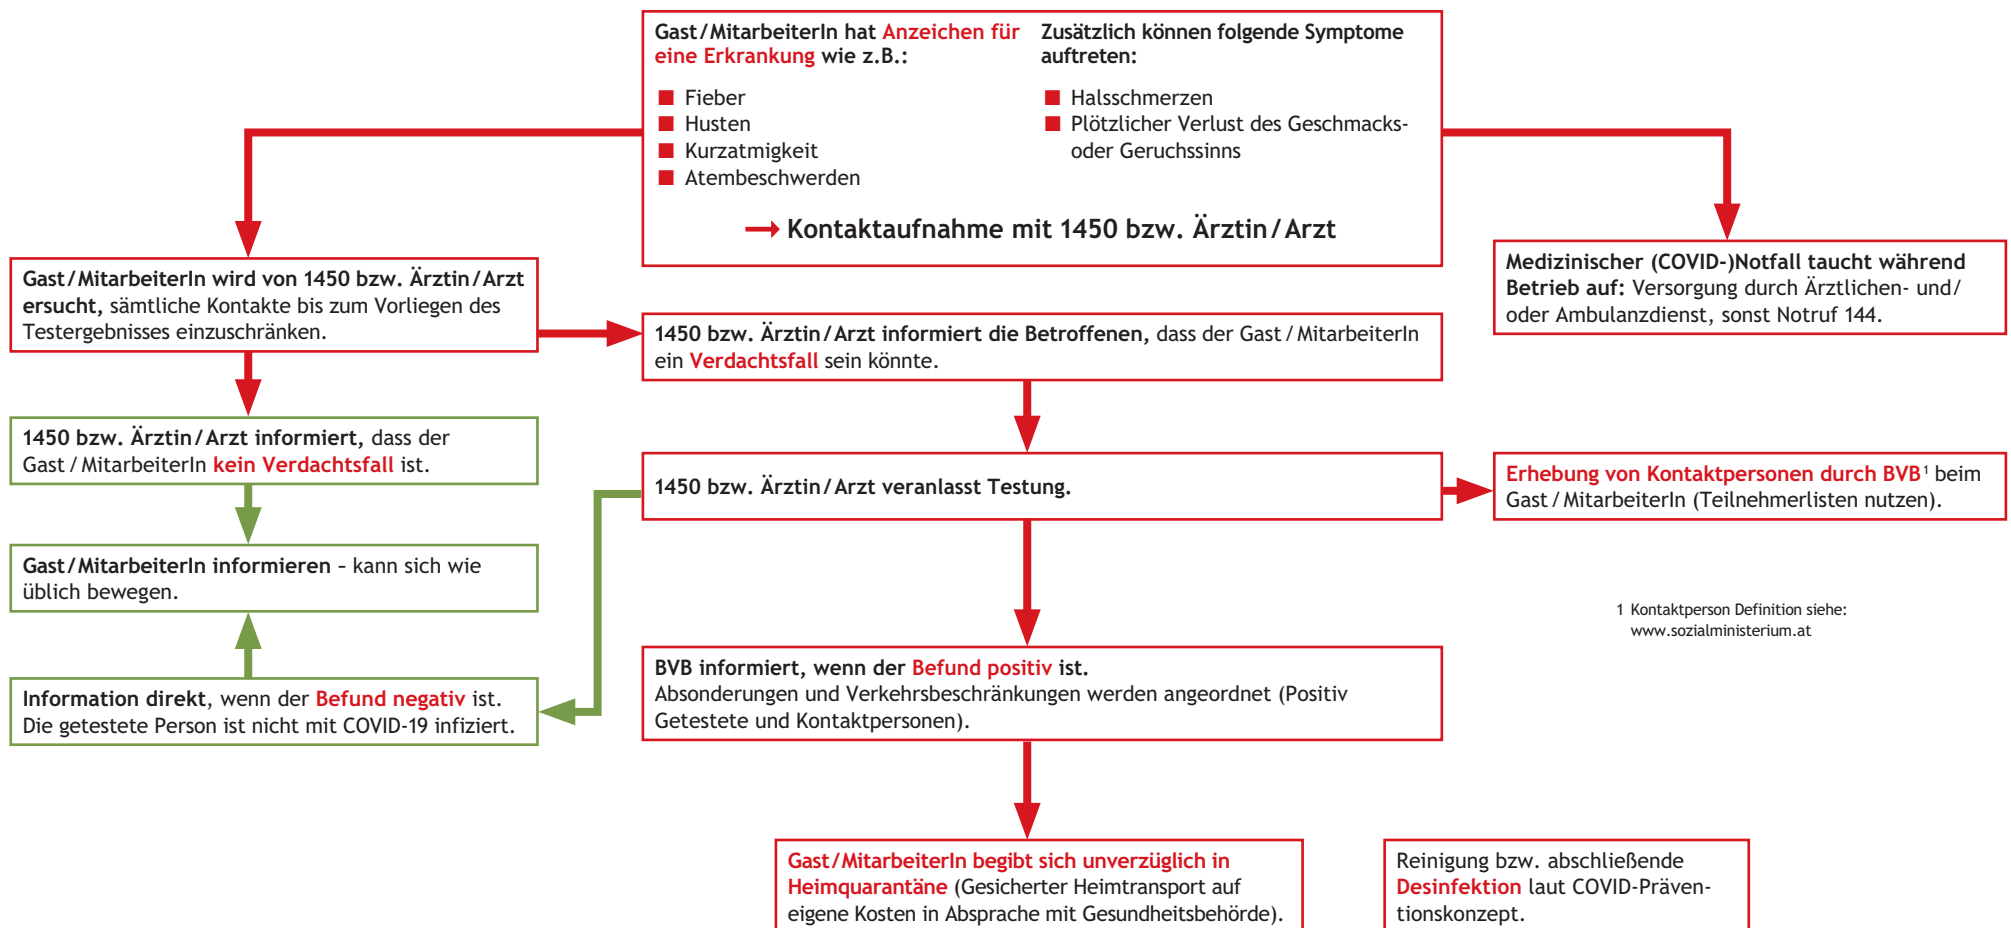 Gast/MitarbeiterIn hat Anzeichen für
eine Erkrankung wie z.B.:
Fieber
Husten
Kurzatmigkeit
Atembeschwerden
Zusätzlich können folgende Symptome
auftreten:
Halsschmerzen
Plötzlicher Verlust des Geschmacks-
oder Geruchssinns
→ Kontaktaufnahme mit 1450 bzw. Ärztin/Arzt
Gast/MitarbeiterIn wird von 1450 bzw. Ärztin/Arzt
ersucht, sämtliche Kontakte bis zum Vorliegen des
Testergebnisses einzuschränken.
Medizinischer (COVID-)Notfall taucht während
Betrieb auf: Versorgung durch Ärztlichen- und/
oder Ambulanzdienst, sonst Notruf 144.
1450 bzw. Ärztin/Arzt informiert die Betroffenen, dass der Gast/MitarbeiterIn
ein Verdachtsfall sein könnte.
1450 bzw. Ärztin/Arzt informiert, dass der
Gast/MitarbeiterIn kein Verdachtsfall ist.
1450 bzw. Ärztin/Arzt veranlasst Testung.
Erhebung von Kontaktpersonen durch BVB¹ beim
Gast/MitarbeiterIn (Teilnehmerlisten nutzen).
Gast/MitarbeiterIn informieren – kann sich wie
üblich bewegen.
1 Kontaktperson Definition siehe:
www.sozialministerium.at
BVB informiert, wenn der Befund positiv ist.
Absonderungen und Verkehrsbeschränkungen werden angeordnet (Positiv
Getestete und Kontaktpersonen).
Information direkt, wenn der Befund negativ ist.
Die getestete Person ist nicht mit COVID-19 infiziert.
Gast/MitarbeiterIn begibt sich unverzüglich in
Heimquarantäne (Gesicherter Heimtransport auf
eigene Kosten in Absprache mit Gesundheitsbehörde).
Reinigung bzw. abschließende
Desinfektion laut COVID-Präven-
tionskonzept.